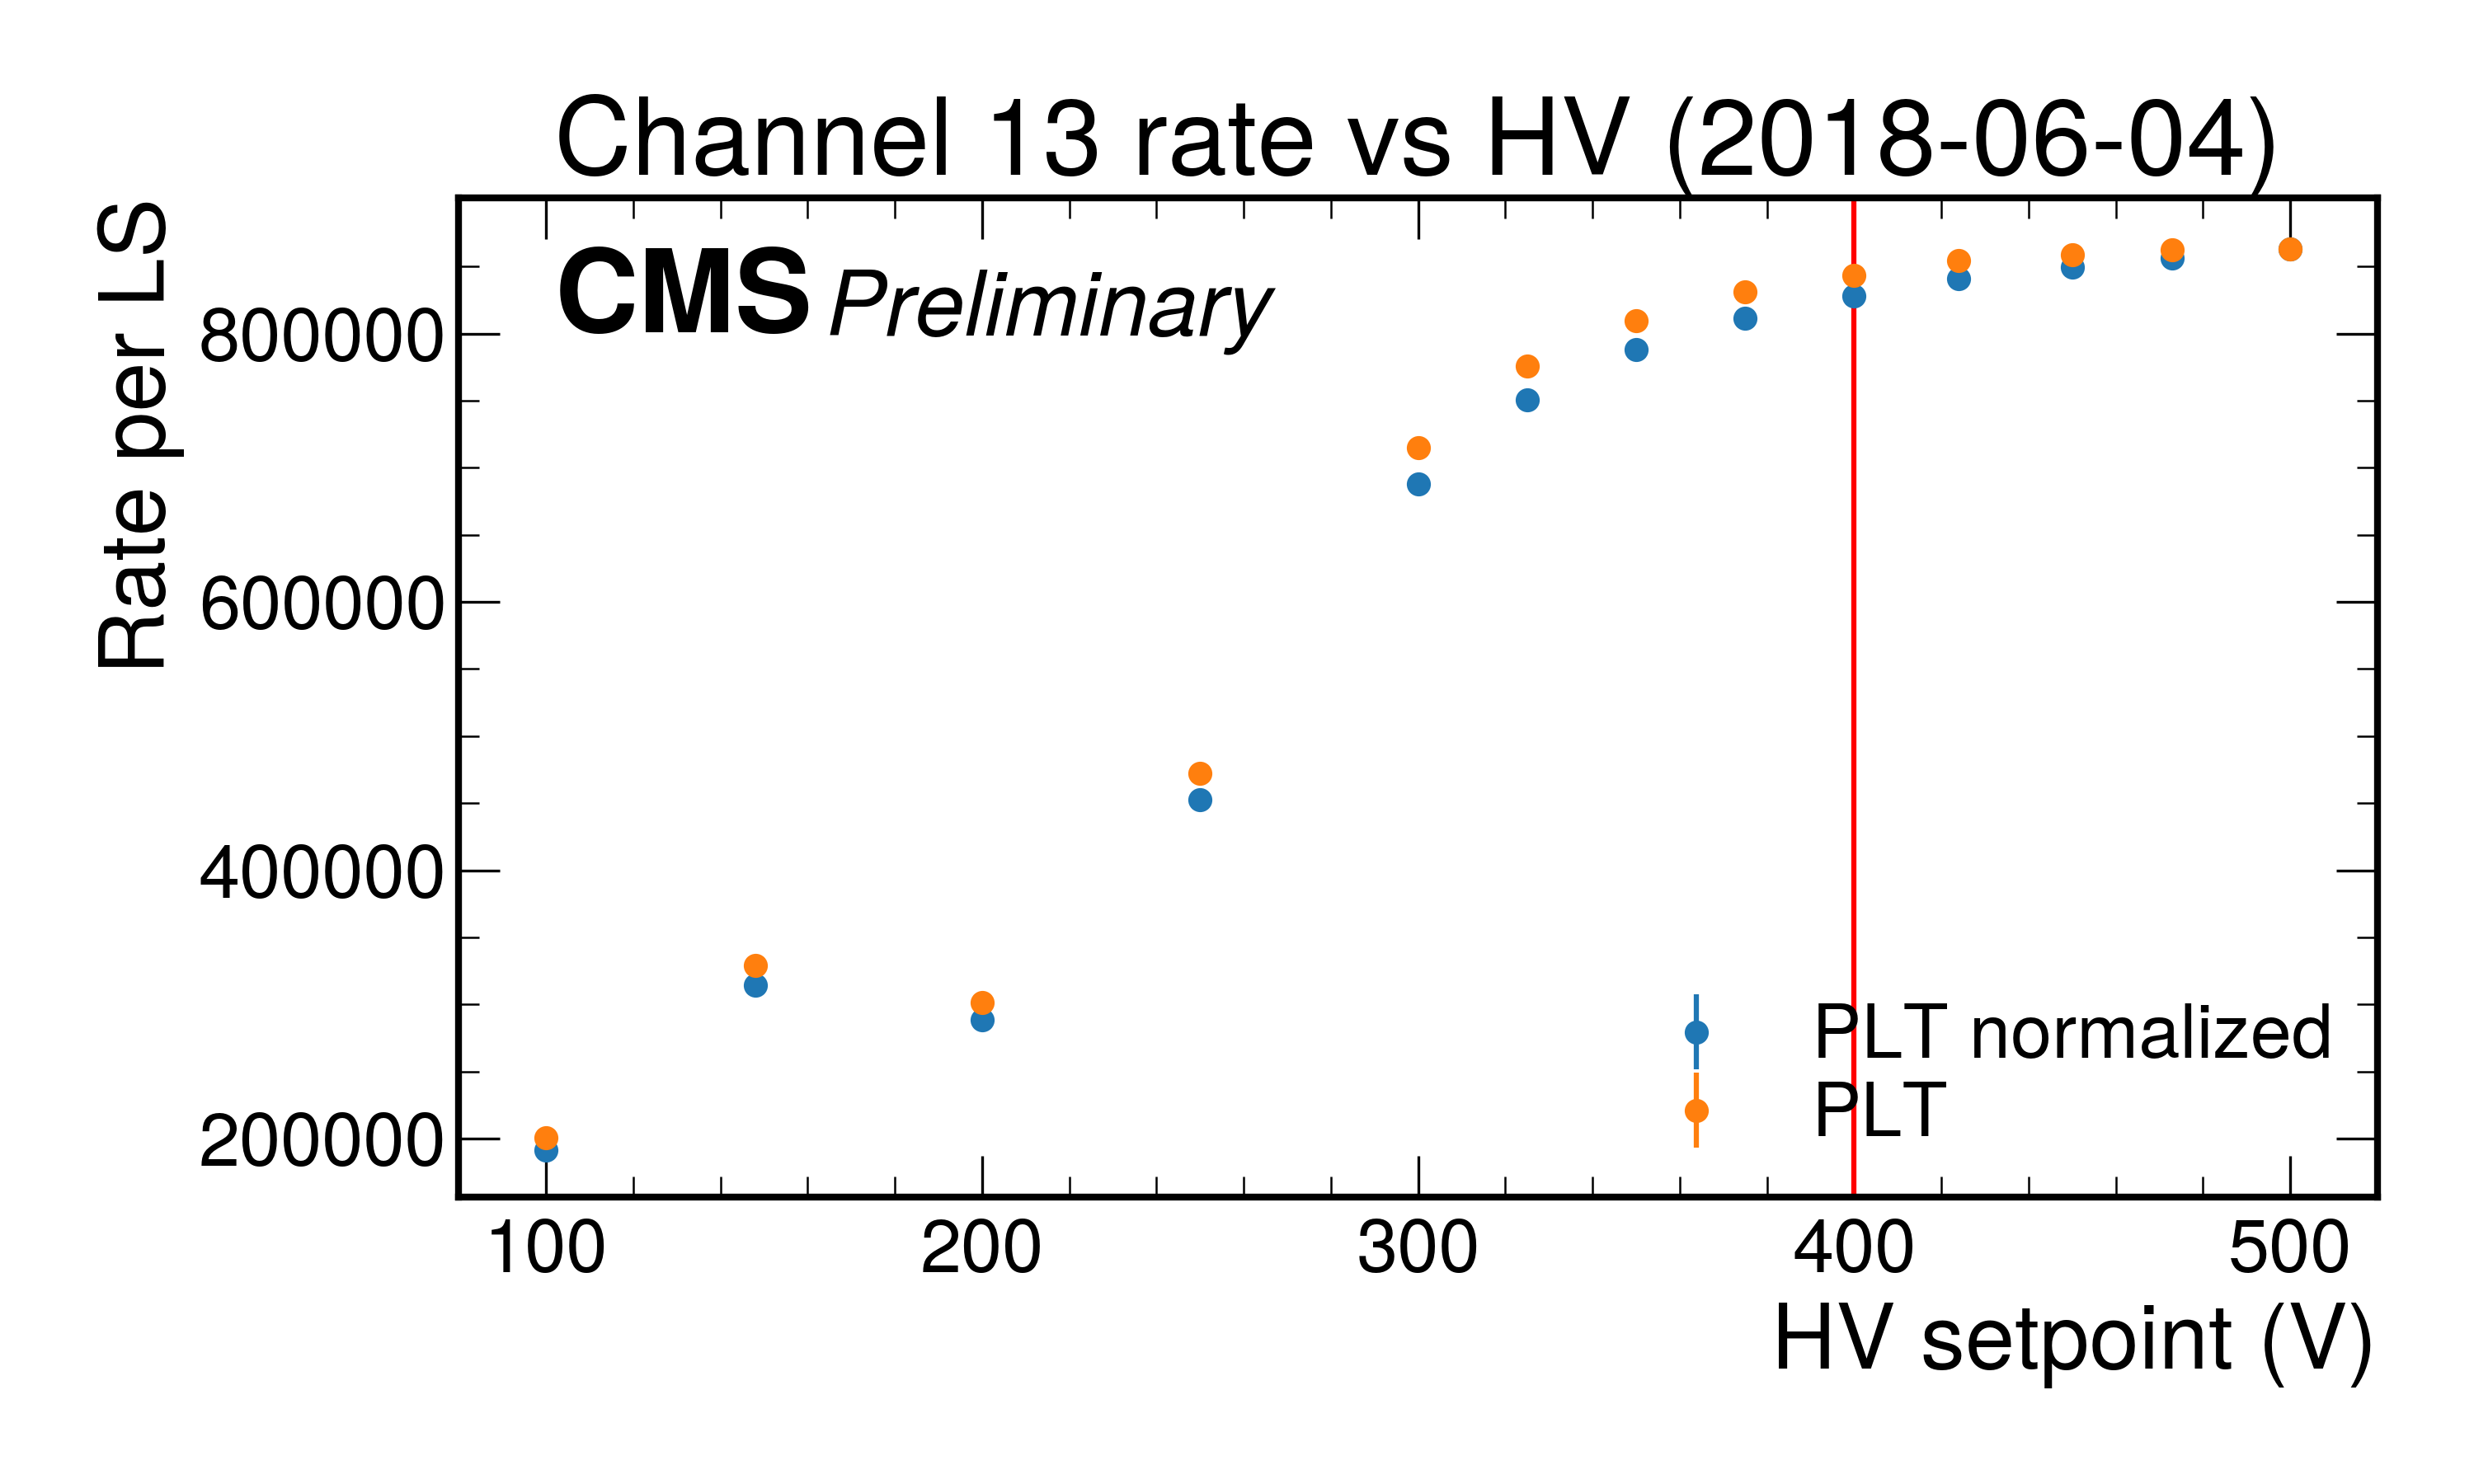 Channel 13 rate vs HV (2018-06-04)
CMS Preliminary
Rate per LS
800000
600000
400000
200000
PLT normalized
PLT
100 200 300 400 500
HV setpoint (V)